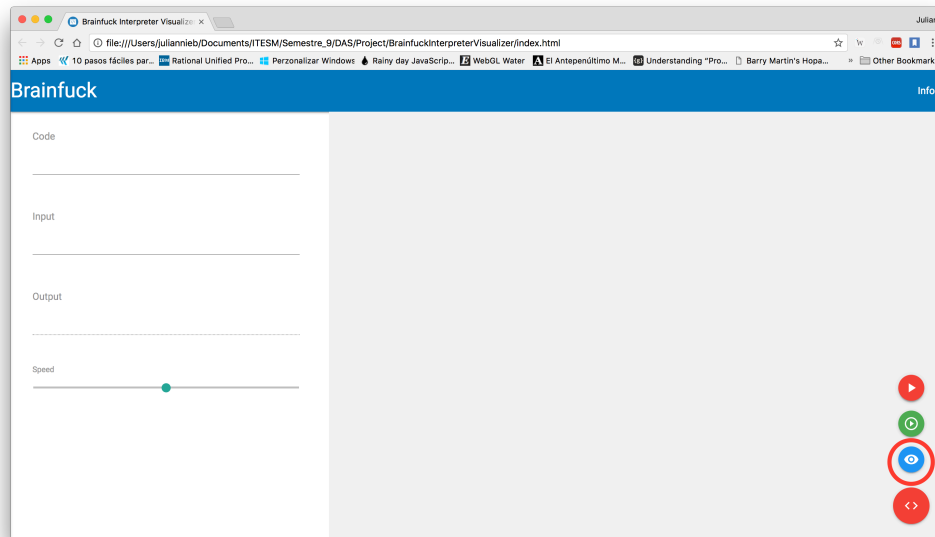 Brainfuck Interpreter Visualize
Julian
file:///Users/juliannieb/Documents/ITESM/Semestre_9/DAS/Project/BrainfuckInterpreterVisualizer/index.html
Apps 10 pasos fáciles par... Rational Unified Pro... Perzonalizar Windows Rainy day JavaScrip... WebGL Water El Antepenúltimo M... Understanding "Pro... Barry Martin's Hopa... » Other Bookmark
Brainfuck Info
Code
Input
Output
Speed